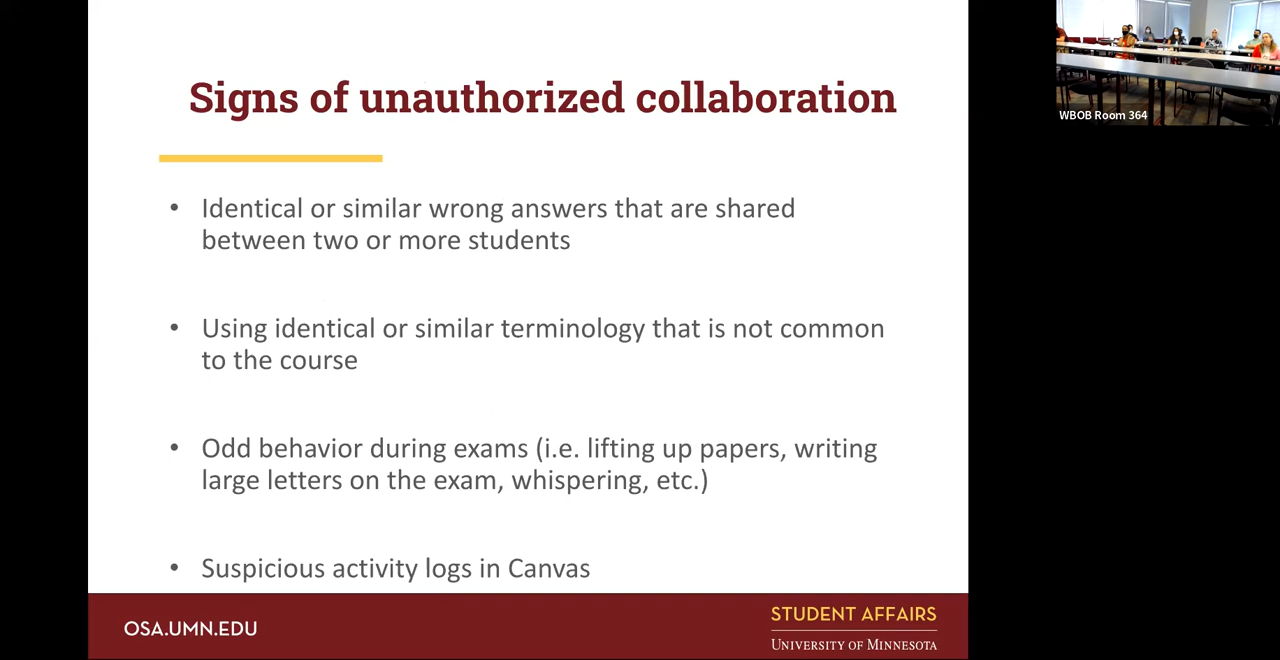 Signs of unauthorized collaboration
• Identical or similar wrong answers that are shared
between two or more students
• Using identical or similar terminology that is not common
to the course
• Odd behavior during exams (i.e. lifting up papers, writing
large letters on the exam, whispering, etc.)
• Suspicious activity logs in Canvas
OSA.UMN.EDU
STUDENT AFFAIRS
UNIVERSITY OF MINNESOTA
WBOB Room 364